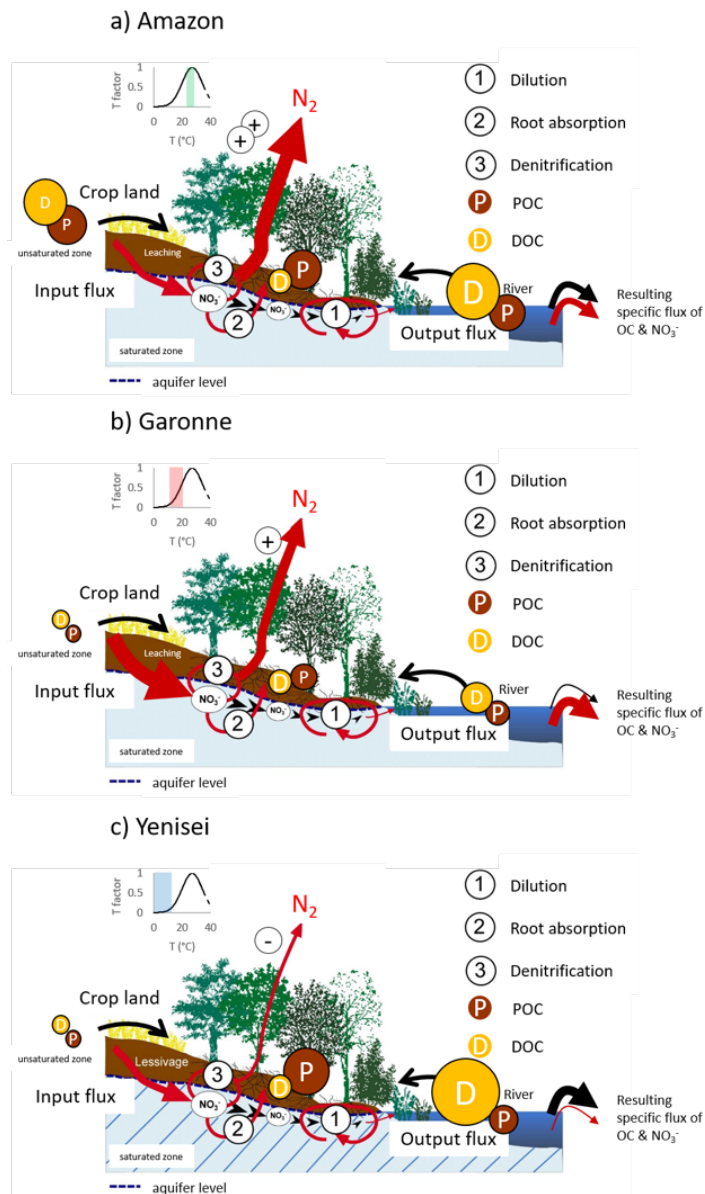 a) Amazon
T factor
1
0.5
0
0 20 40
T (°C)
N2
+
+
1 Dilution
2 Root absorption
3 Denitrification
P POC
D DOC
D
P
Crop land
unsaturated zone
Leaching
Input flux
3
NO3-
2
D
P
NO3-
1
D
River
P
Output flux
Resulting
specific flux of
OC & NO3-
saturated zone
aquifer level
b) Garonne
T factor
1
0.5
0
0 20 40
T (°C)
N2
+
1 Dilution
2 Root absorption
3 Denitrification
P POC
D DOC
Crop land
D
P
unsaturated zone
Leaching
Input flux
3
NO3-
2
D
P
NO3-
1
D
River
P
Output flux
Resulting
specific flux of
OC & NO3-
saturated zone
aquifer level
c) Yenisei
T factor
1
0.5
0
0 20 40
T (°C)
N2
-
1 Dilution
2 Root absorption
3 Denitrification
P POC
D DOC
Crop land
D
P
unsaturated zone
Lessivage
Input flux
3
NO3-
2
D
P
NO3-
1
D
River
P
Output flux
Resulting
specific flux of
OC & NO3-
saturated zone
aquifer level